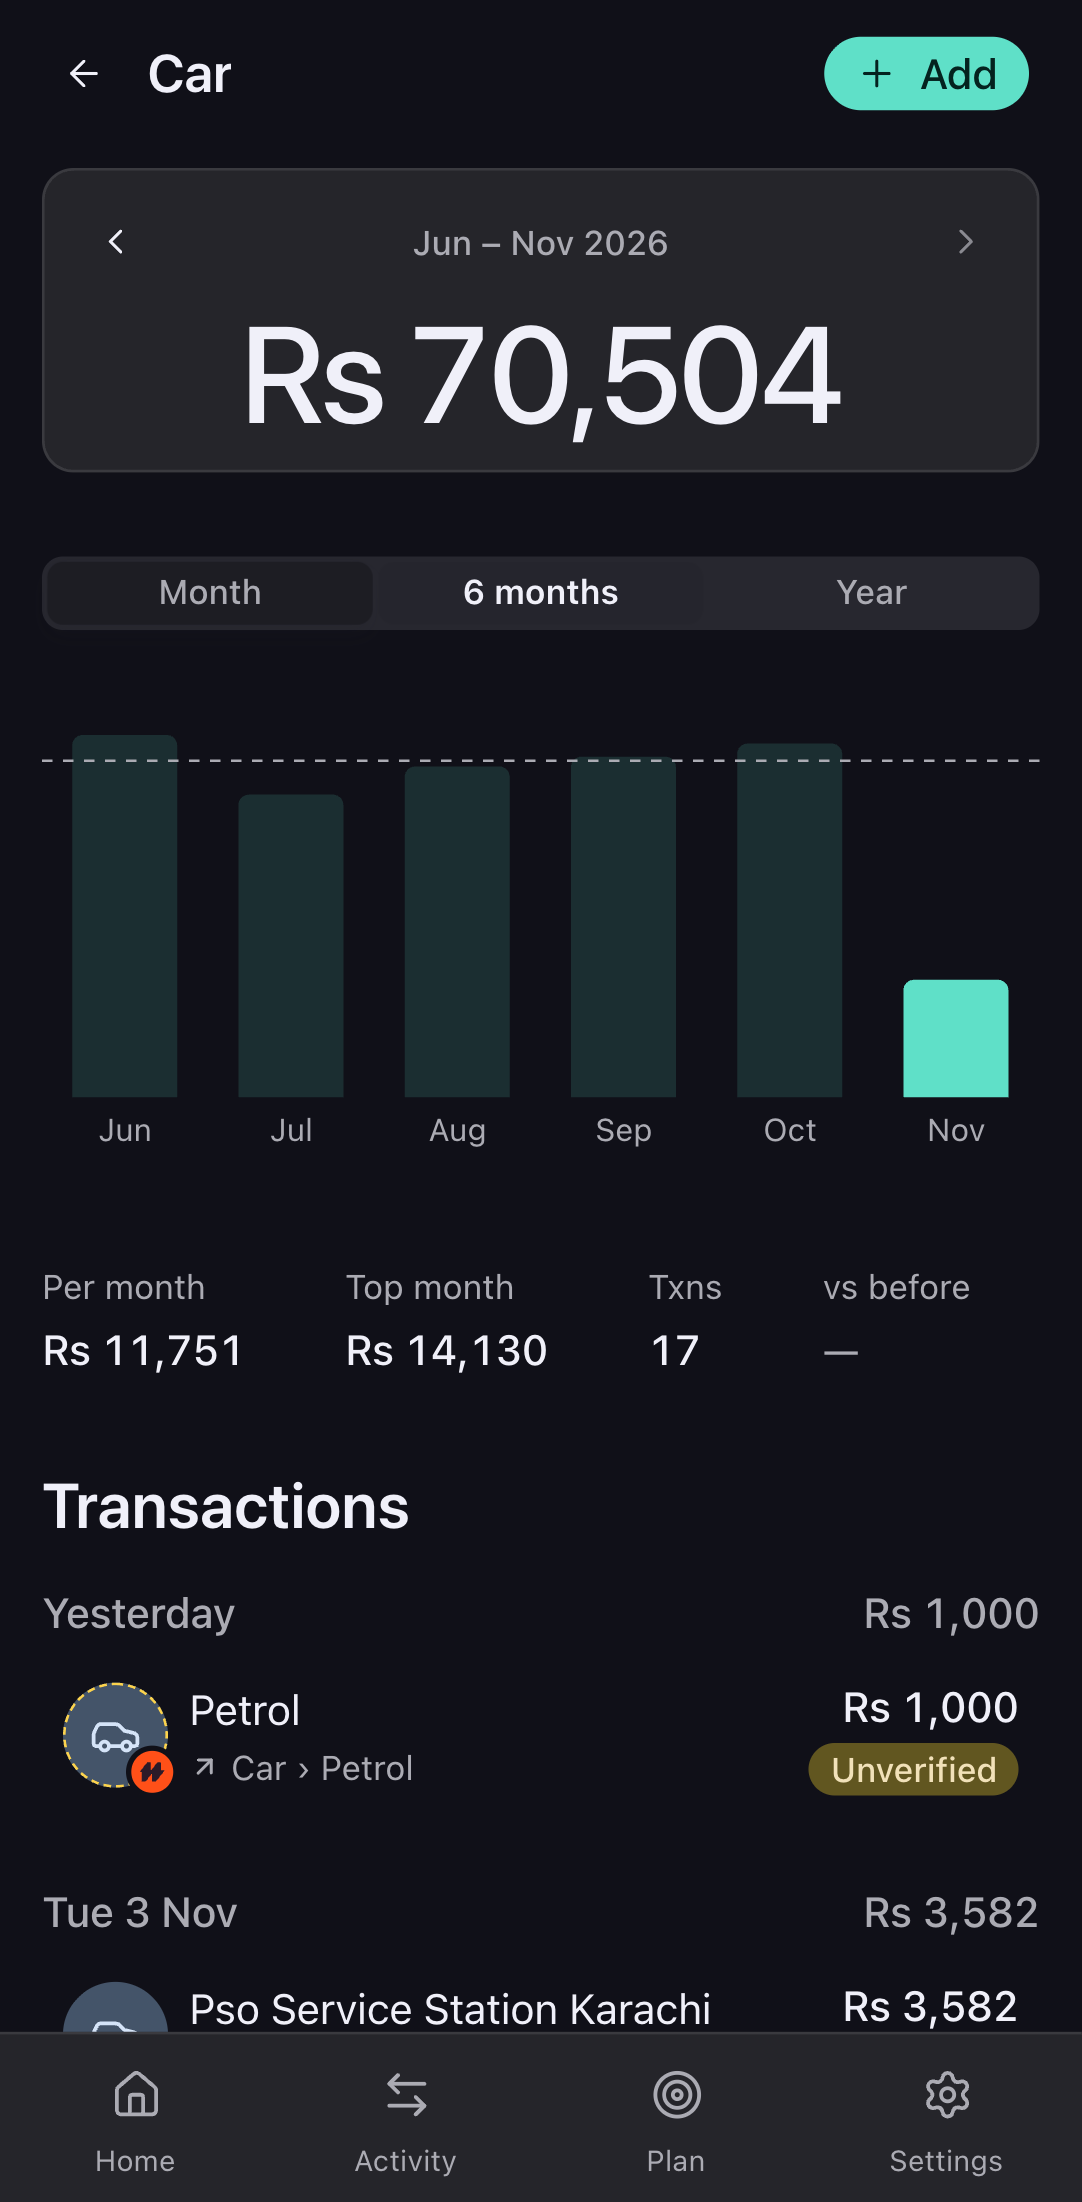 Car
+ Add
Jun – Nov 2026
Rs 70,504
Month 6 months Year
Jun Jul Aug Sep Oct Nov
Per month Top month Txns vs before
Rs 11,751 Rs 14,130 17 —
Transactions
Yesterday Rs 1,000
Petrol Rs 1,000
Car › Petrol Unverified
Tue 3 Nov Rs 3,582
Pso Service Station Karachi Rs 3,582
Home Activity Plan Settings